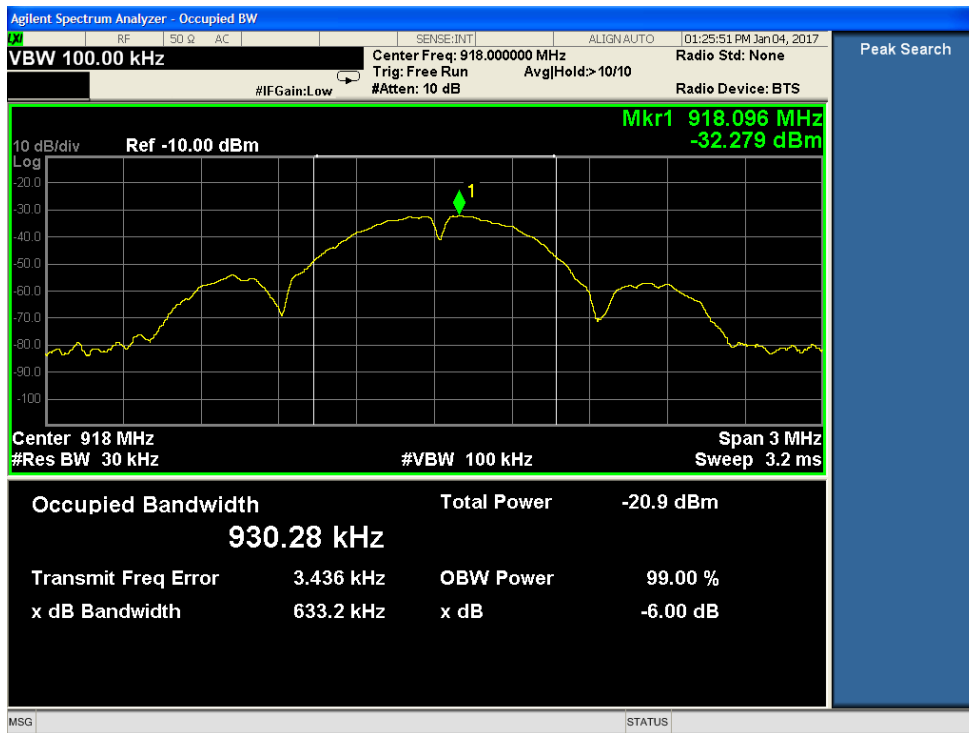 Agilent Spectrum Analyzer - Occupied BW
LXI RF 50 Ω AC SENSE:INT ALIGN AUTO 01:25:51 PM Jan 04, 2017
VBW 100.00 kHz
Center Freq: 918.000000 MHz Radio Std: None
Trig: Free Run Avg|Hold:> 10/10
#IFGain:Low #Atten: 10 dB Radio Device: BTS
Peak Search
Mkr1 918.096 MHz
-32.279 dBm
10 dB/div Ref -10.00 dBm
Log
-20.0
1
-30.0
-40.0
-50.0
-60.0
-70.0
-80.0
-90.0
-100
Center 918 MHz Span 3 MHz
#Res BW 30 kHz #VBW 100 kHz Sweep 3.2 ms
Occupied Bandwidth Total Power -20.9 dBm
930.28 kHz
Transmit Freq Error 3.436 kHz OBW Power 99.00 %
x dB Bandwidth 633.2 kHz x dB -6.00 dB
MSG STATUS